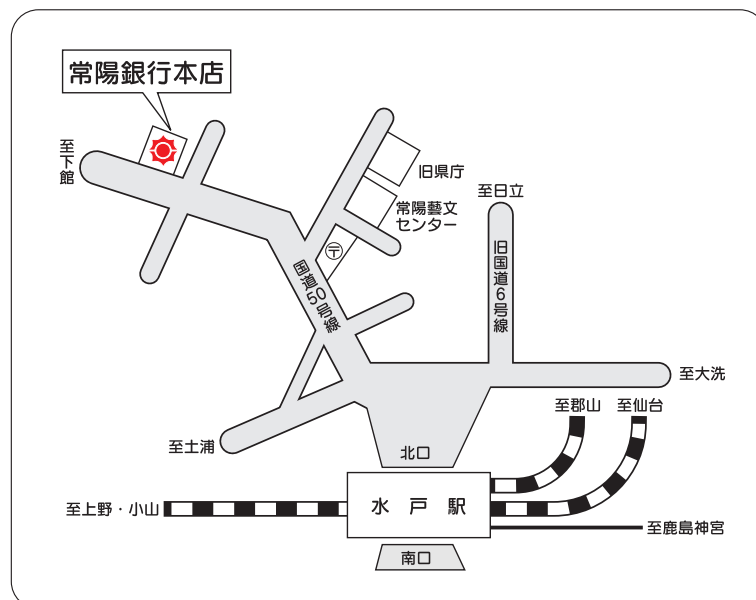 常陽銀行本店
至下館
旧県庁
常陽藝文
センター
至日立
〒
国道
50号線
旧国道6号線
至大洗
至郡山
至仙台
至土浦
北口
水戸駅
至上野・小山
至鹿島神宮
南口